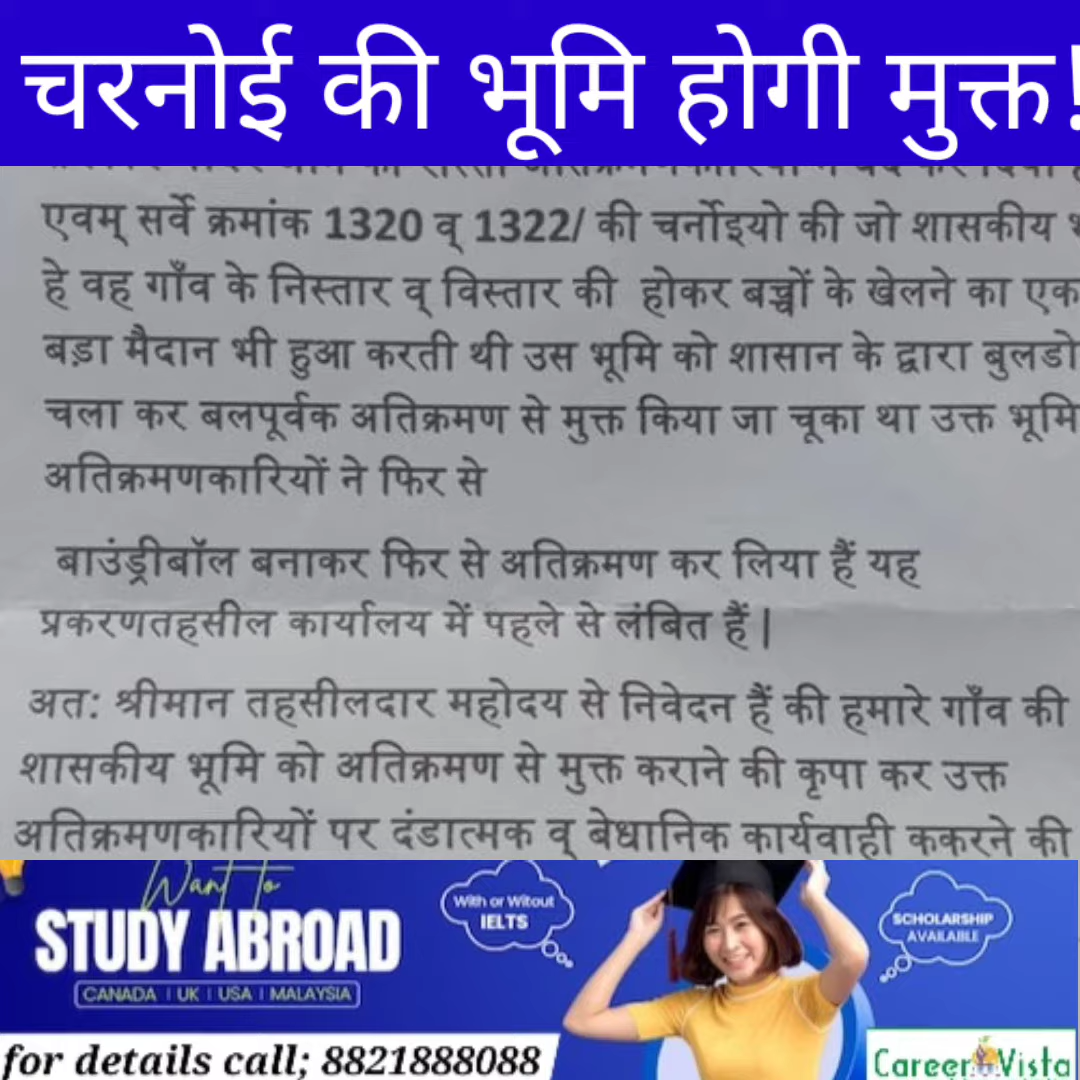 चरनोई की भूमि होगी मुक्त!
एवम् सर्वे क्रमांक 1320 व् 1322/ की चर्नोइयो की जो शासकीय
हे वह गाँव के निस्तार व् विस्तार की होकर बच्चों के खेलने का एक
बड़ा मैदान भी हुआ करती थी उस भूमि को शासान के द्वारा बुलडो
चला कर बलपूर्वक अतिक्रमण से मुक्त किया जा चूका था उक्त भूमि
अतिक्रमणकारियों ने फिर से
बाउंड्रीबॉल बनाकर फिर से अतिक्रमण कर लिया हैं यह
प्रकरणतहसील कार्यालय में पहले से लंबित हैं |
अत: श्रीमान तहसीलदार महोदय से निवेदन हैं की हमारे गाँव की
शासकीय भूमि को अतिक्रमण से मुक्त कराने की कृपा कर उक्त
अतिक्रमणकारियों पर दंडात्मक व् बेधानिक कार्यवाही ककरने की
Want to
STUDY ABROAD
CANADA | UK | USA | MALAYSIA
With or Witout
IELTS
SCHOLARSHIP
AVAILABLE
for details call; 8821888088
Career Vista